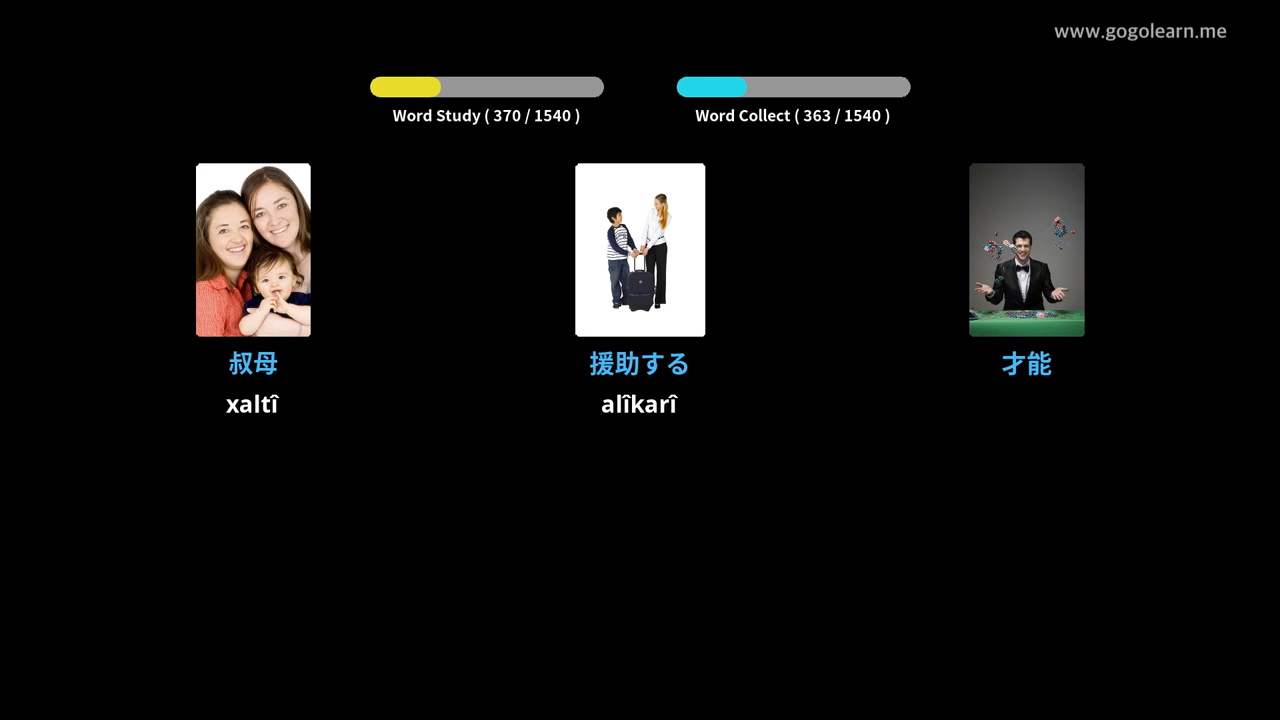 www.gogolearn.me
Word Study ( 370 / 1540 )
Word Collect ( 363 / 1540 )
叔母
援助する
才能
xaltî
alîkarî